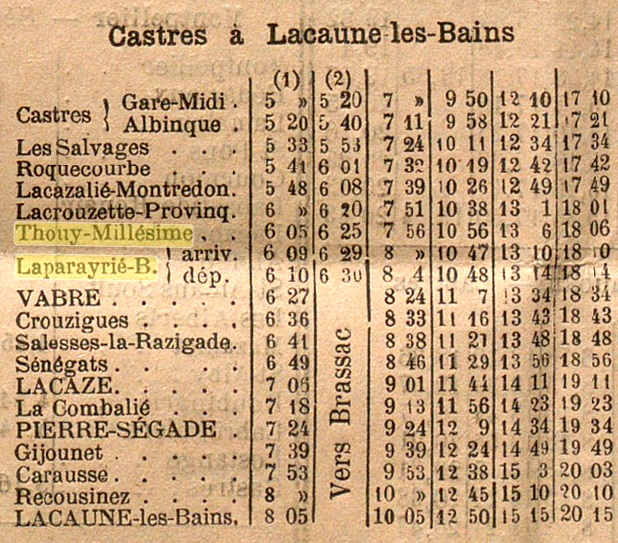 Castres à Lacaune-les-Bains
(1) (2)
Castres Gare-Midi . 5 » 5 20 7 » 9 50 12 10 17 10
Albinque . 5 20 5 40 7 11 9 58 12 21 17 21
Les Salvages . . . 5 33 5 53 7 24 10 11 12 34 17 34
Roquecourbe . . . 5 41 6 01 7 32 10 19 12 42 17 42
Lacazalié-Montredon. 5 48 6 08 7 39 10 26 12 49 17 49
Lacrouzette-Provinq. 6 » 6 20 7 51 10 38 13 1 18 01
Thouy-Millésime . . 6 05 6 25 7 56 10 56 13 6 18 06
Laparayrié-B. arriv. 6 09 6 29 8 » 10 47 13 10 18 0
dép. 6 10 6 30 8 4 10 48 13 14 18 14
VABRE . . . . . 6 27 8 24 11 7 13 34 18 34
Crouzigues . . . . 6 36 8 33 11 16 13 43 18 43
Salesses-la-Razigade. 6 41 8 38 11 21 13 48 18 48
Sénégats . . . . . 6 49 8 46 11 29 13 56 18 56
LACAZE. . . . . 7 06 9 01 11 44 14 11 19 11
La Combalié . . . 7 18 9 13 11 56 14 23 19 23
PIERRE-SÉGADE . 7 24 9 24 12 9 14 34 19 34
Gijounet . . . . 7 39 9 39 12 24 14 49 19 49
Carausse. . . . . 7 53 9 53 12 38 15 3 20 03
Recousinez . . . . 8 » 10 » 12 45 15 10 20 10
LACAUNE-les-Bains. 8 05 10 05 12 50 15 15 20 15
Vers Brassac